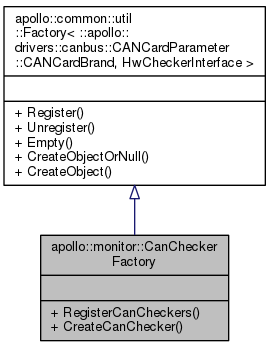 apollo::common::util
::Factory< ::apollo::
drivers::canbus::CANCardParameter
::CANCardBrand, HwCheckerInterface >
+ Register()
+ Unregister()
+ Empty()
+ CreateObjectOrNull()
+ CreateObject()
apollo::monitor::CanChecker
Factory
+ RegisterCanCheckers()
+ CreateCanChecker()